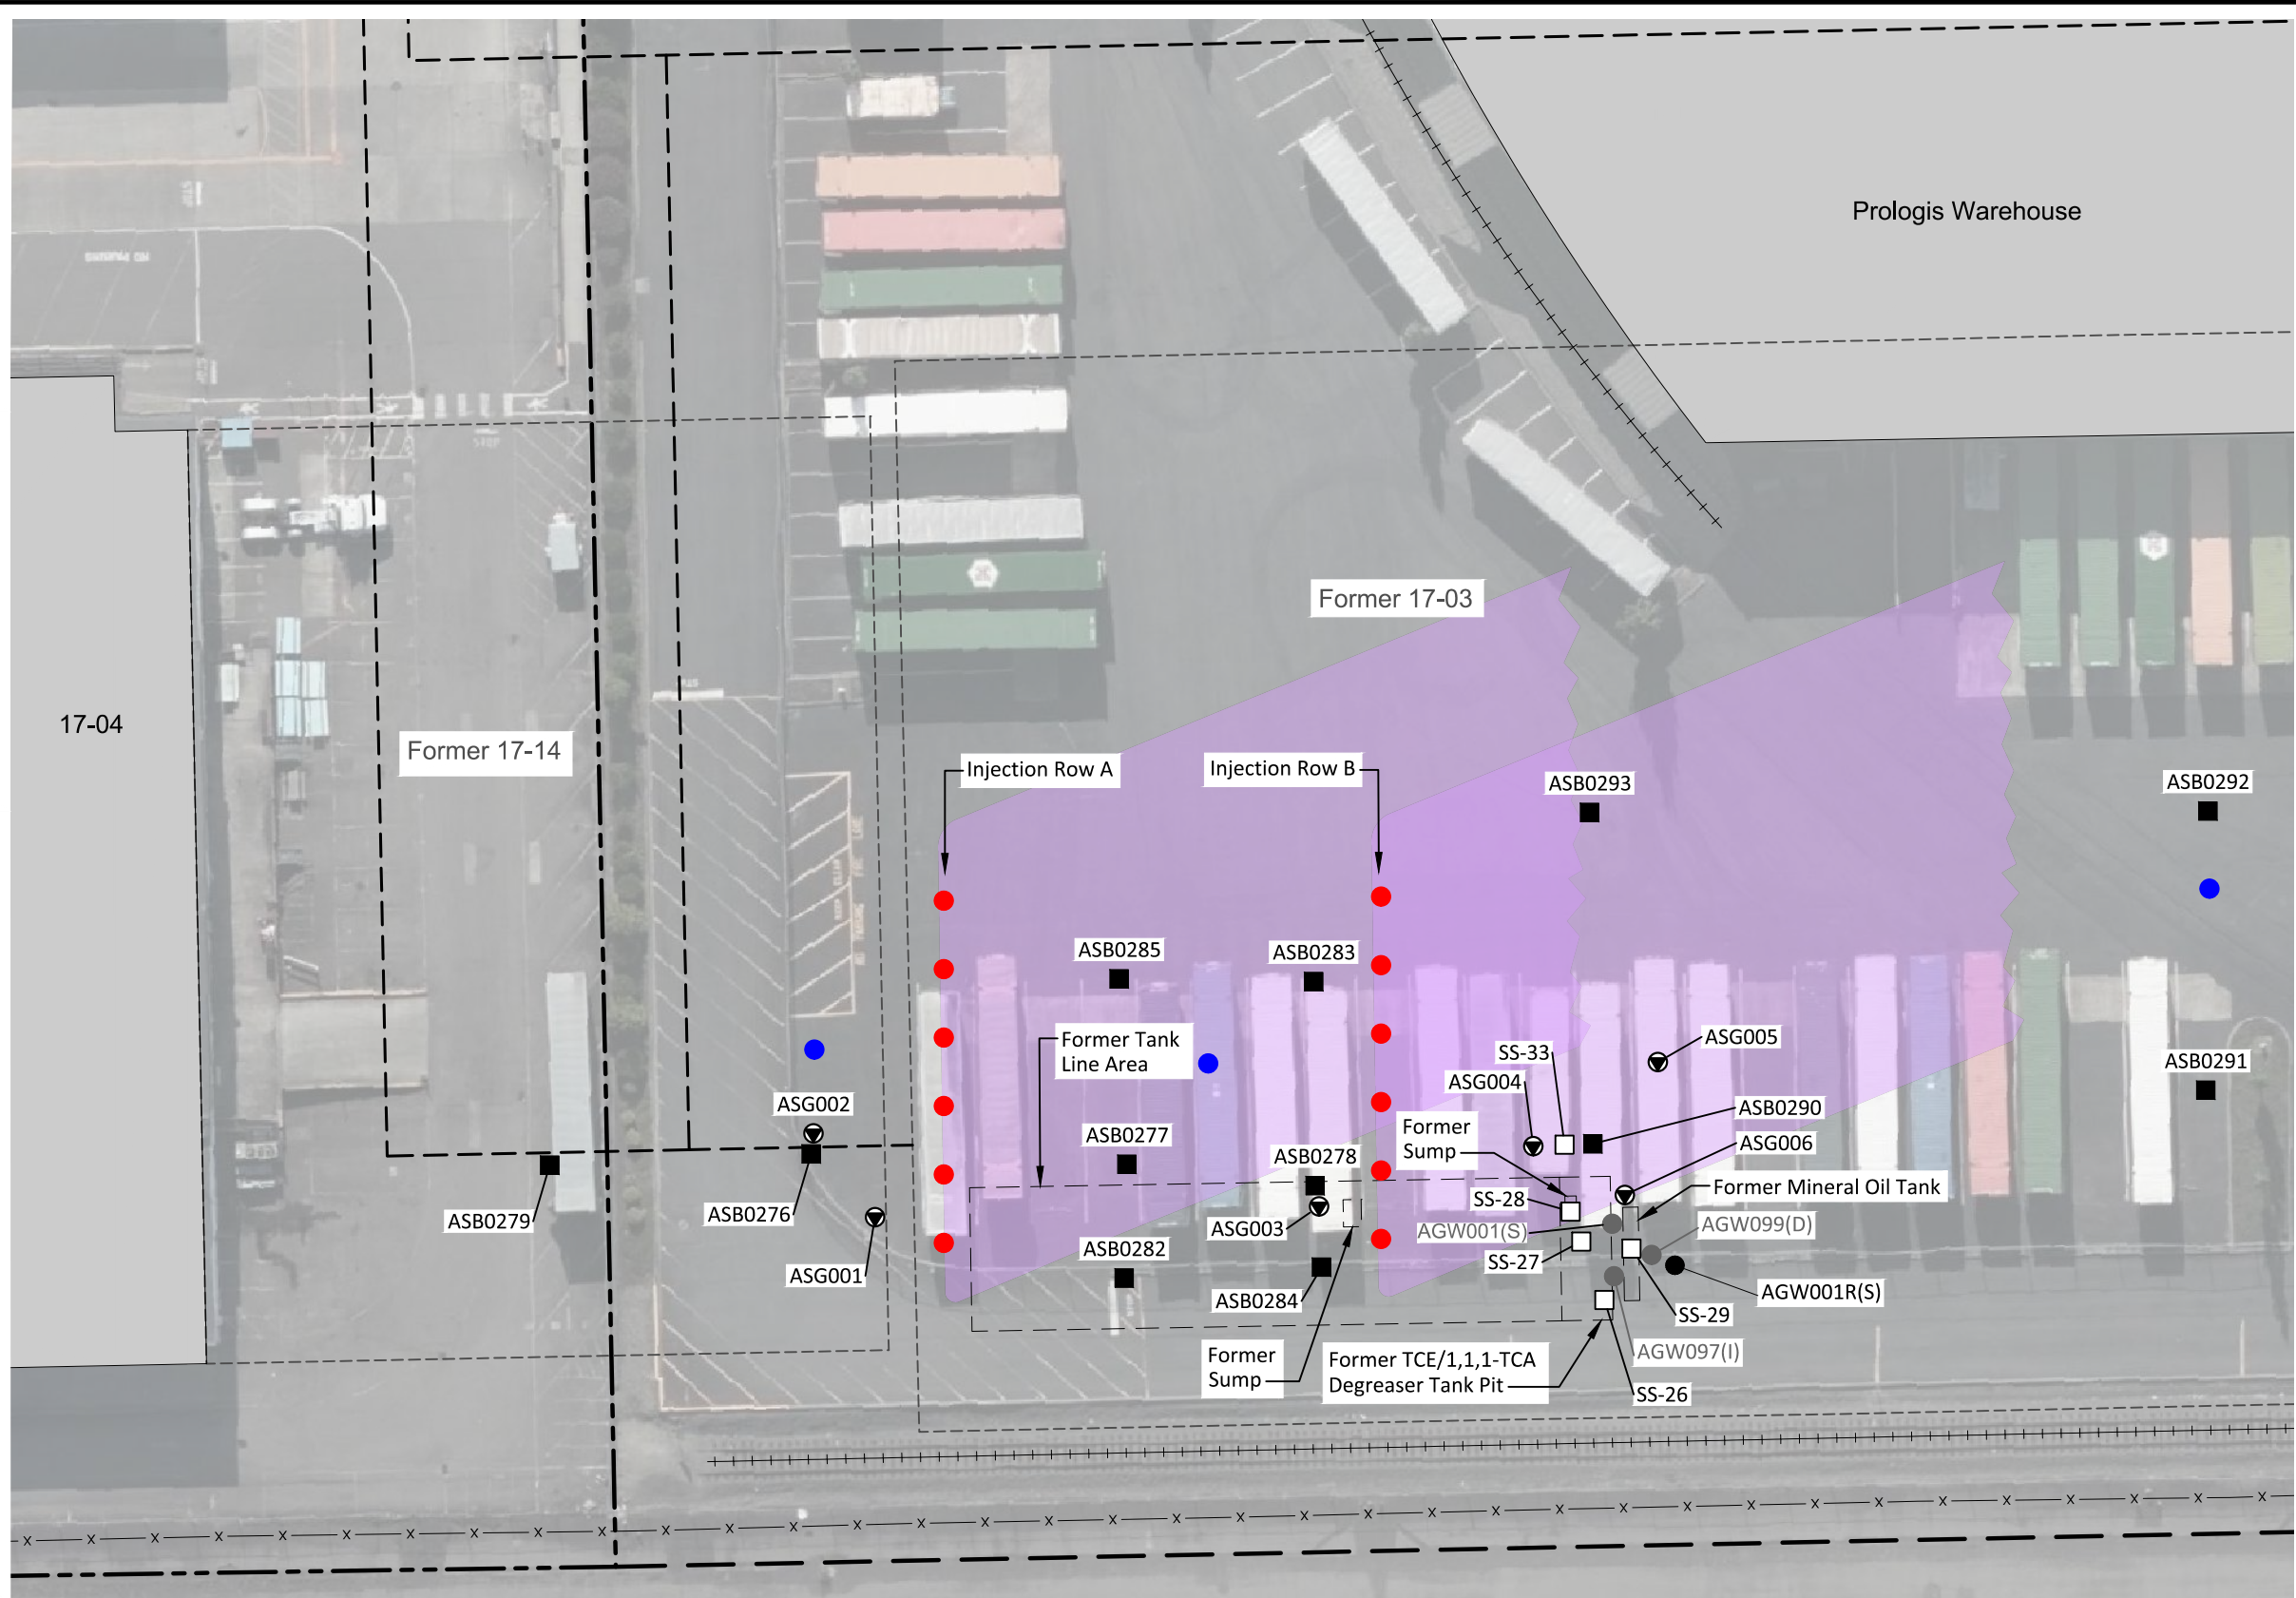 Prologis Warehouse
STOP
STOP
Former 17-03
17-04
Former 17-14
Injection Row A
Injection Row B
ASB0293
ASB0292
ASB0285
ASB0283
Former Tank
Line Area
SS-33
ASG005
ASG004
ASB0291
ASG002
ASB0290
Former
Sump
ASB0277
ASG006
ASB0278
Former Mineral Oil Tank
SS-28
ASB0279
ASB0276
ASG003
AGW001(S)
AGW099(D)
ASB0282
SS-27
ASG001
ASB0284
AGW001R(S)
SS-29
Former
Sump
Former TCE/1,1,1-TCA
Degreaser Tank Pit
AGW097(I)
SS-26